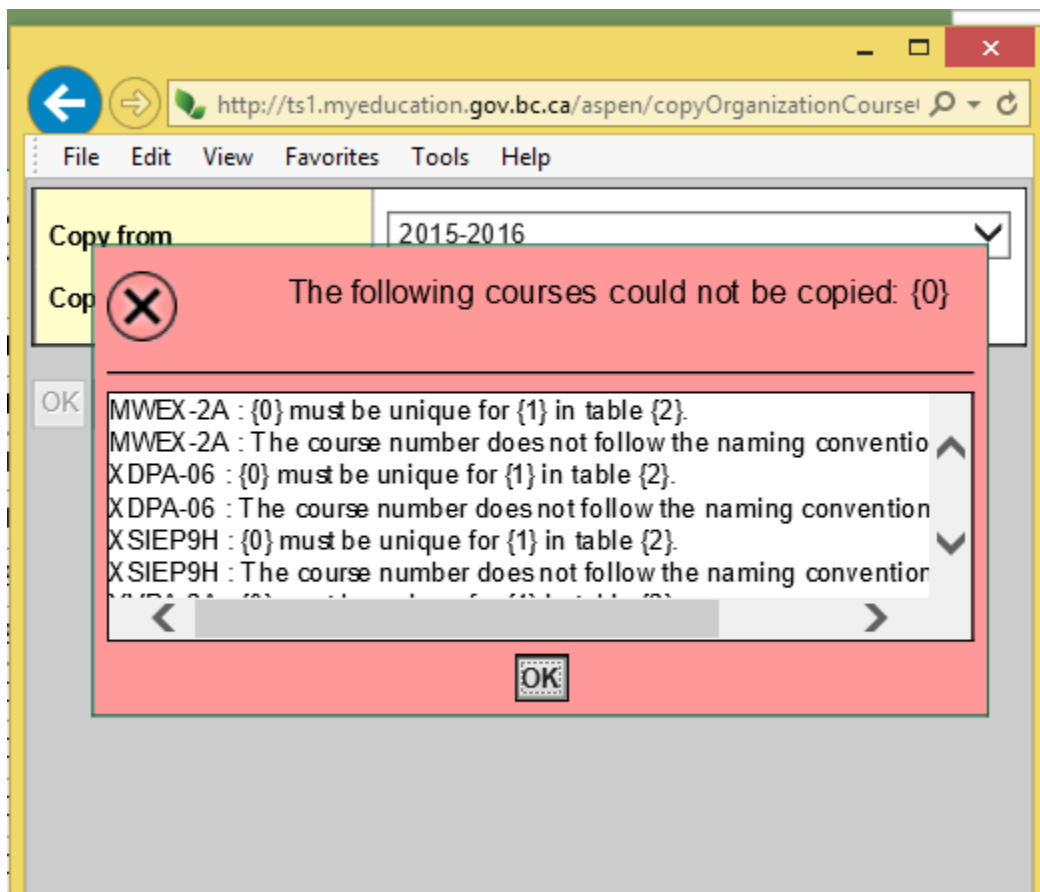 http://ts1.myeducation.gov.bc.ca/aspen/copyOrganizationCourse
File Edit View Favorites Tools Help
Copy from 2015-2016
Cop
The following courses could not be copied: {0}
OK
MWEX-2A : {0} must be unique for {1} in table {2}.
MWEX-2A : The course number does not follow the naming conventio
XDPA-06 : {0} must be unique for {1} in table {2}.
XDPA-06 : The course number does not follow the naming convention
XSIEP9H : {0} must be unique for {1} in table {2}.
XSIEP9H : The course number does not follow the naming convention
OK